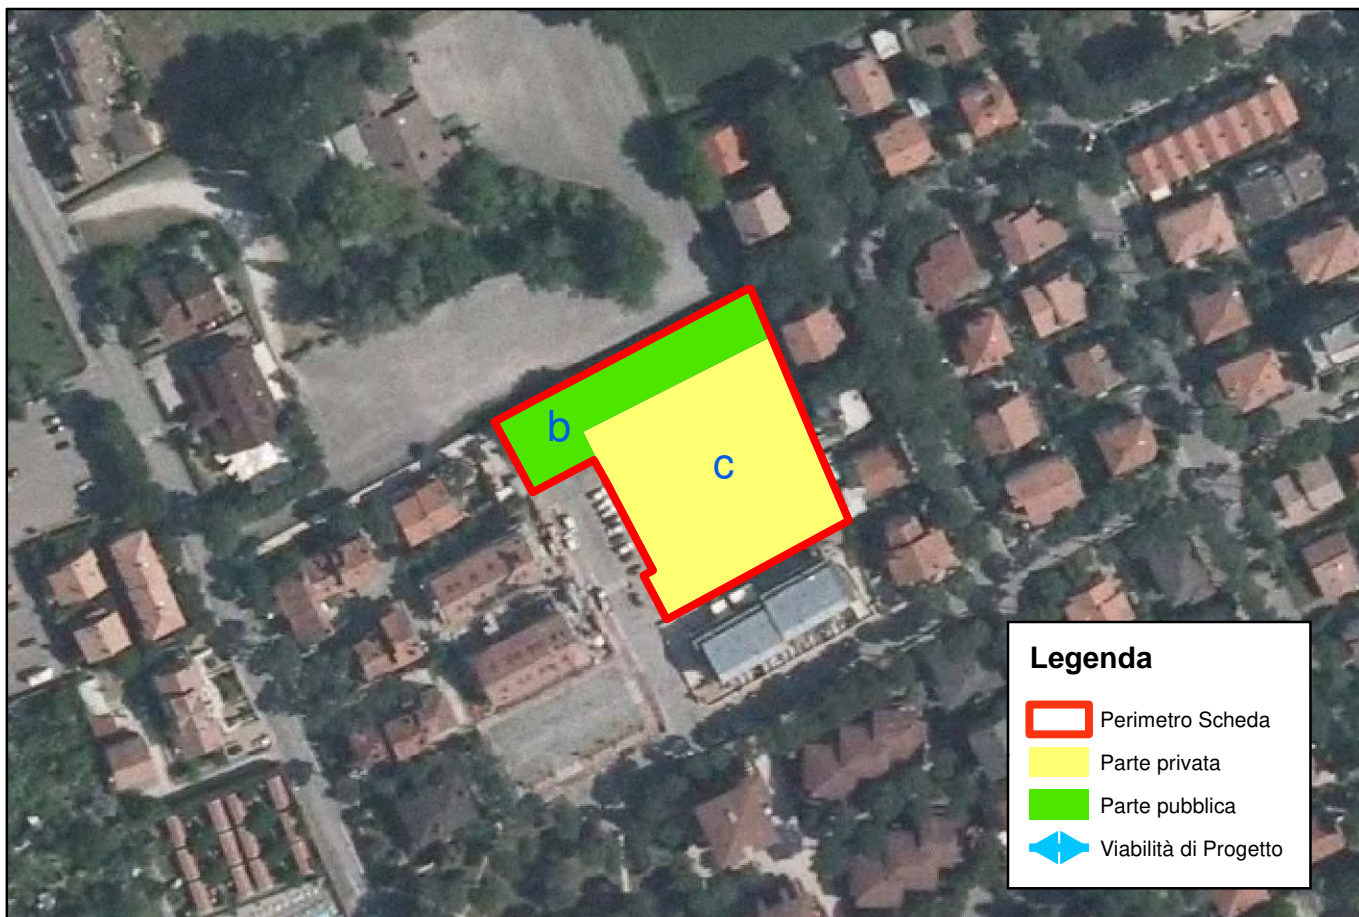 b
c
Legenda
Perimetro Scheda
Parte privata
Parte pubblica
Viabilità di Progetto